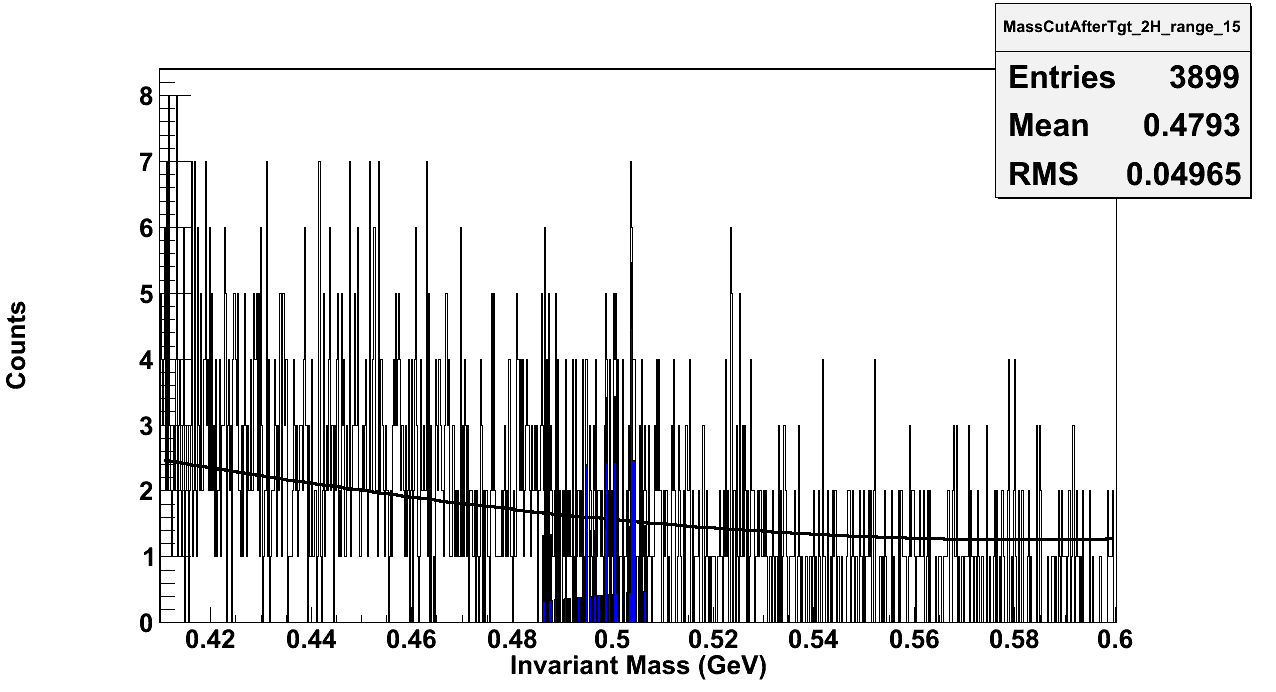 MassCutAfterTgt_2H_range_15
Entries 3899
Mean 0.4793
RMS 0.04965
Counts
8
7
6
5
4
3
2
1
0
0.42 0.44 0.46 0.48 0.5 0.52 0.54 0.56 0.58 0.6
Invariant Mass (GeV)